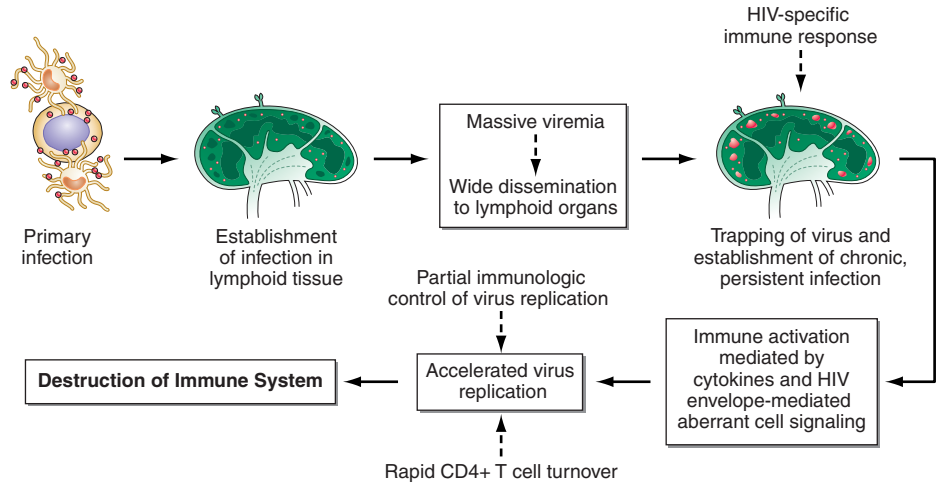 HIV-specific
immune response
Massive viremia
Wide dissemination
to lymphoid organs
Primary
infection
Establishment
of infection in
lymphoid tissue
Trapping of virus and
establishment of chronic,
persistent infection
Partial immunologic
control of virus replication
Immune activation
mediated by
cytokines and HIV
envelope-mediated
aberrant cell signaling
Accelerated virus
replication
Destruction of Immune System
Rapid CD4+ T cell turnover